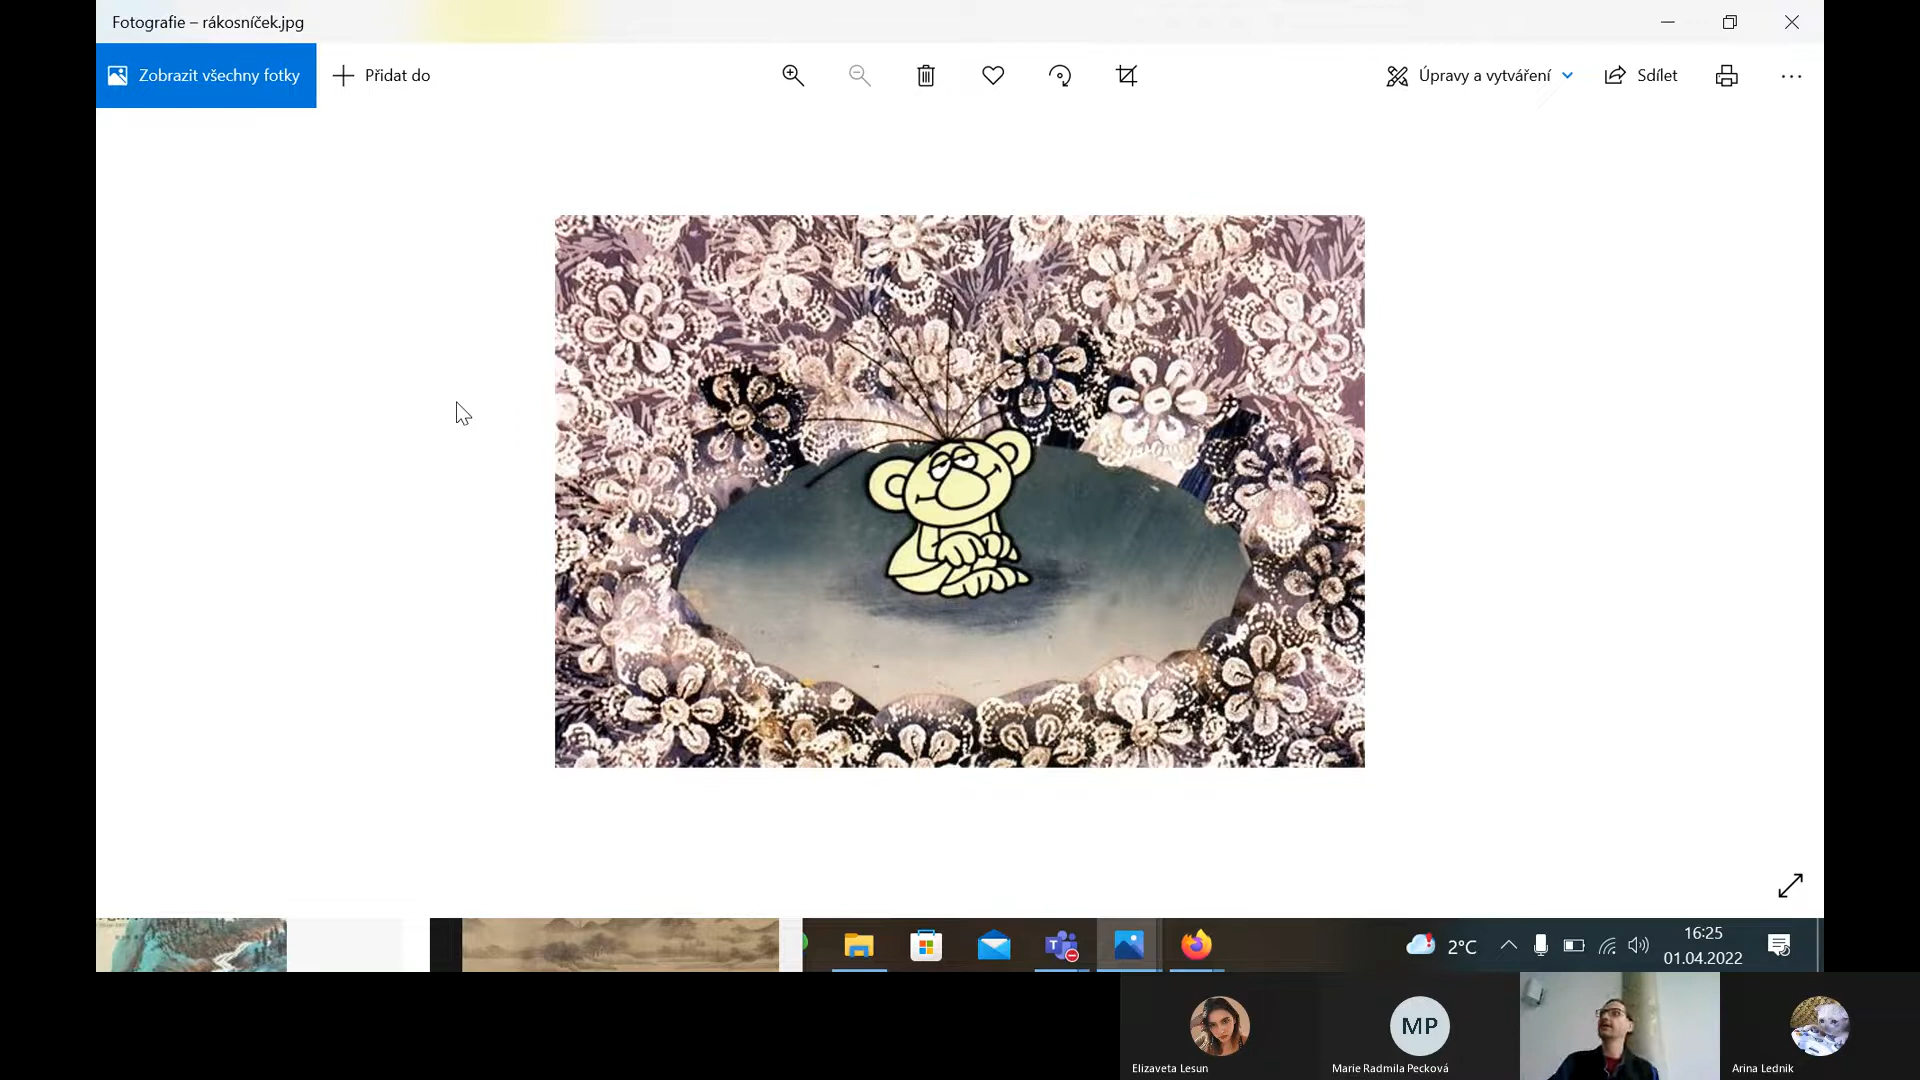 Fotografie – rákosníček.jpg
Zobrazit všechny fotky
Přidat do
Úpravy a vytváření
Sdílet
2°C
16:25
01.04.2022
MP
Elizaveta Lesun
Marie Radmila Pecková
Arina Lednik